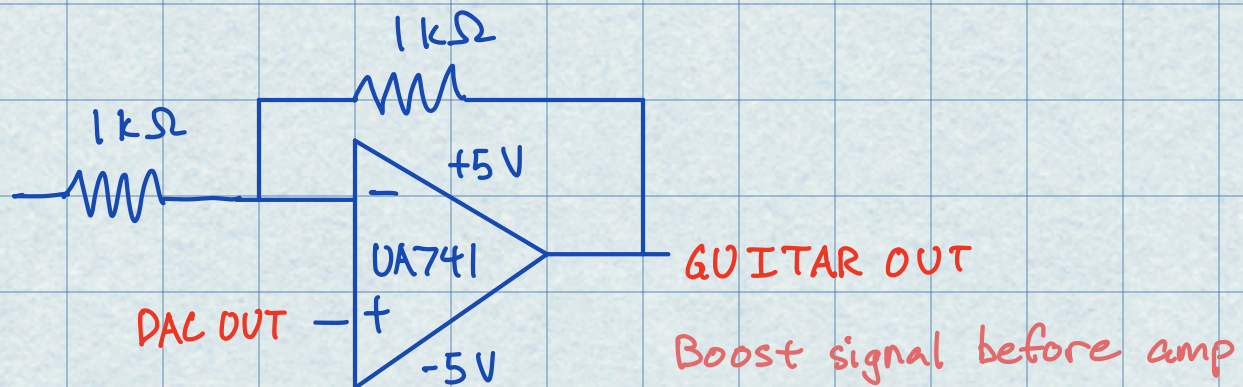 1kΩ
1kΩ
+5V
-
UA741
GUITAR OUT
DAC OUT
+
Boost signal before amp
-5V